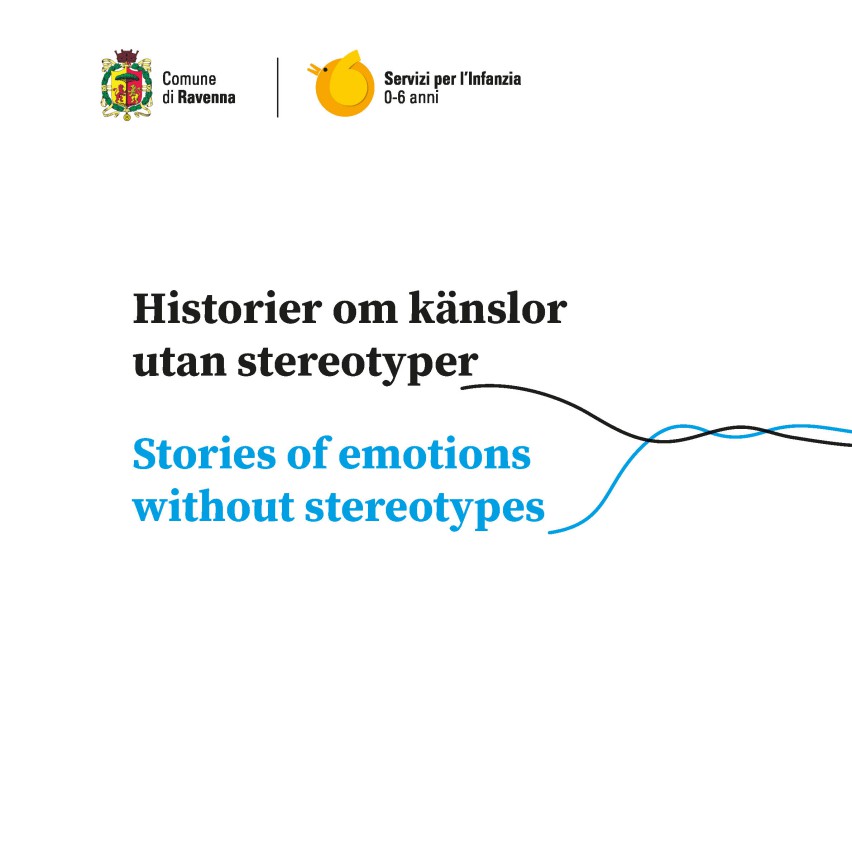 Comune
di Ravenna
Servizi per l'Infanzia
0-6 anni
Historier om känslor
utan stereotyper
Stories of emotions
without stereotypes